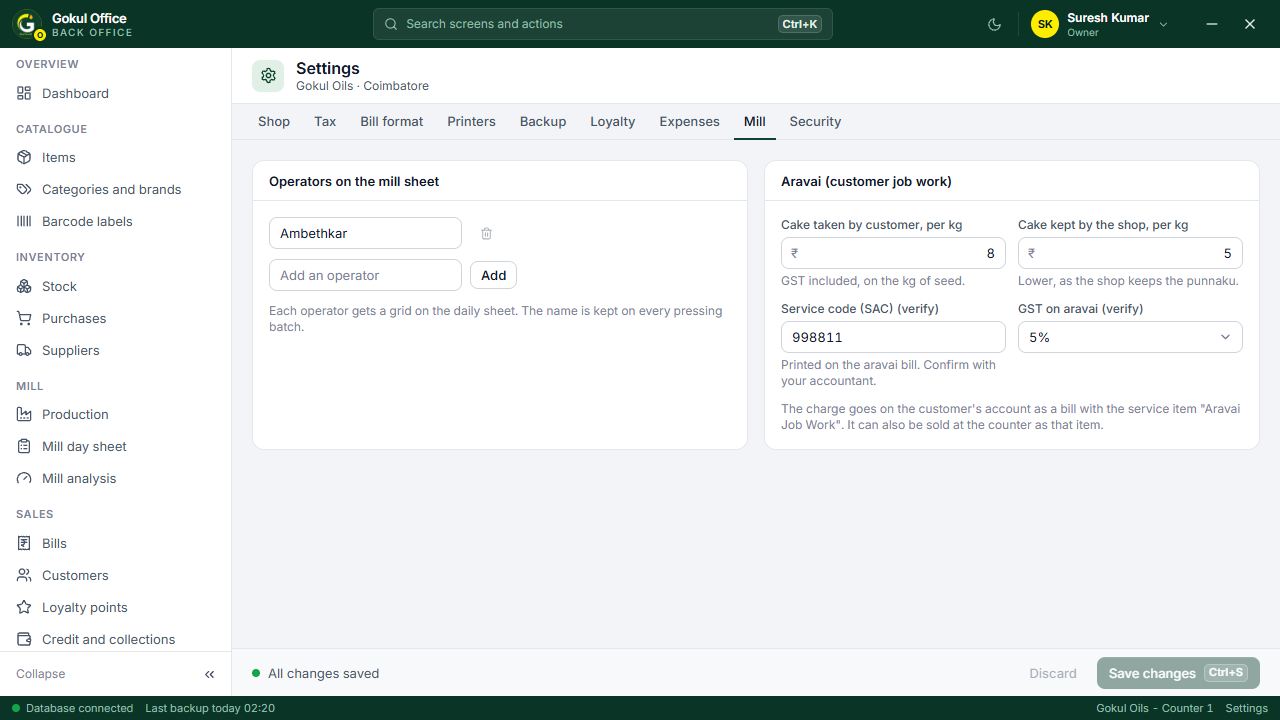 Gokul Office
BACK OFFICE
Search screens and actions
Ctrl+K
SK
Suresh Kumar
Owner
OVERVIEW
Dashboard
CATALOGUE
Items
Categories and brands
Barcode labels
INVENTORY
Stock
Purchases
Suppliers
MILL
Production
Mill day sheet
Mill analysis
SALES
Bills
Customers
Loyalty points
Credit and collections
Collapse
Settings
Gokul Oils · Coimbatore
Shop Tax Bill format Printers Backup Loyalty Expenses Mill Security
Operators on the mill sheet
Ambethkar
Add an operator
Add
Each operator gets a grid on the daily sheet. The name is kept on every pressing
batch.
Aravai (customer job work)
Cake taken by customer, per kg
₹ 8
GST included, on the kg of seed.
Cake kept by the shop, per kg
₹ 5
Lower, as the shop keeps the punnaku.
Service code (SAC) (verify)
998811
Printed on the aravai bill. Confirm with
your accountant.
GST on aravai (verify)
5%
The charge goes on the customer's account as a bill with the service item "Aravai
Job Work". It can also be sold at the counter as that item.
All changes saved
Discard
Save changes Ctrl+S
Database connected
Last backup today 02:20
Gokul Oils - Counter 1
Settings